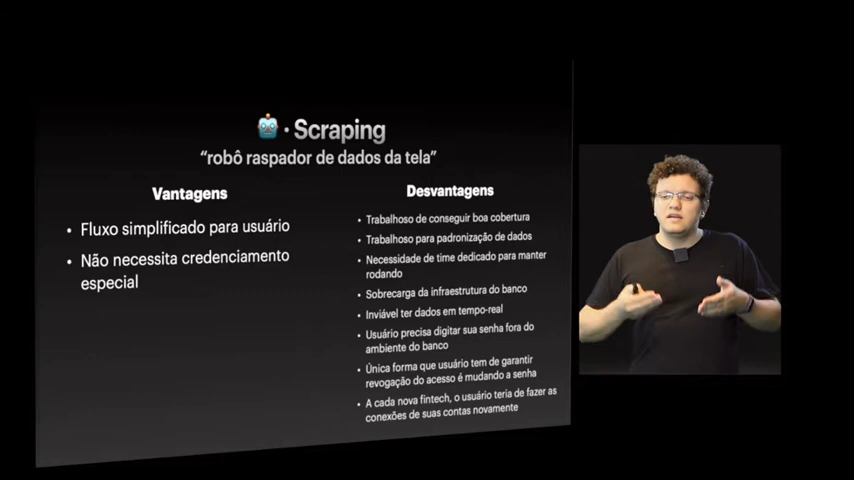 🤖 · Scraping
“robô raspador de dados da tela”
Vantagens
• Fluxo simplificado para usuário
• Não necessita credenciamento
especial
Desvantagens
• Trabalhoso de conseguir boa cobertura
• Trabalhoso para padronização de dados
• Necessidade de time dedicado para manter
rodando
• Sobrecarga da infraestrutura do banco
• Inviável ter dados em tempo-real
• Usuário precisa digitar sua senha fora do
ambiente do banco
• Única forma que usuário tem de garantir
revogação do acesso é mudando a senha
• A cada nova fintech, o usuário teria de fazer as
conexões de suas contas novamente